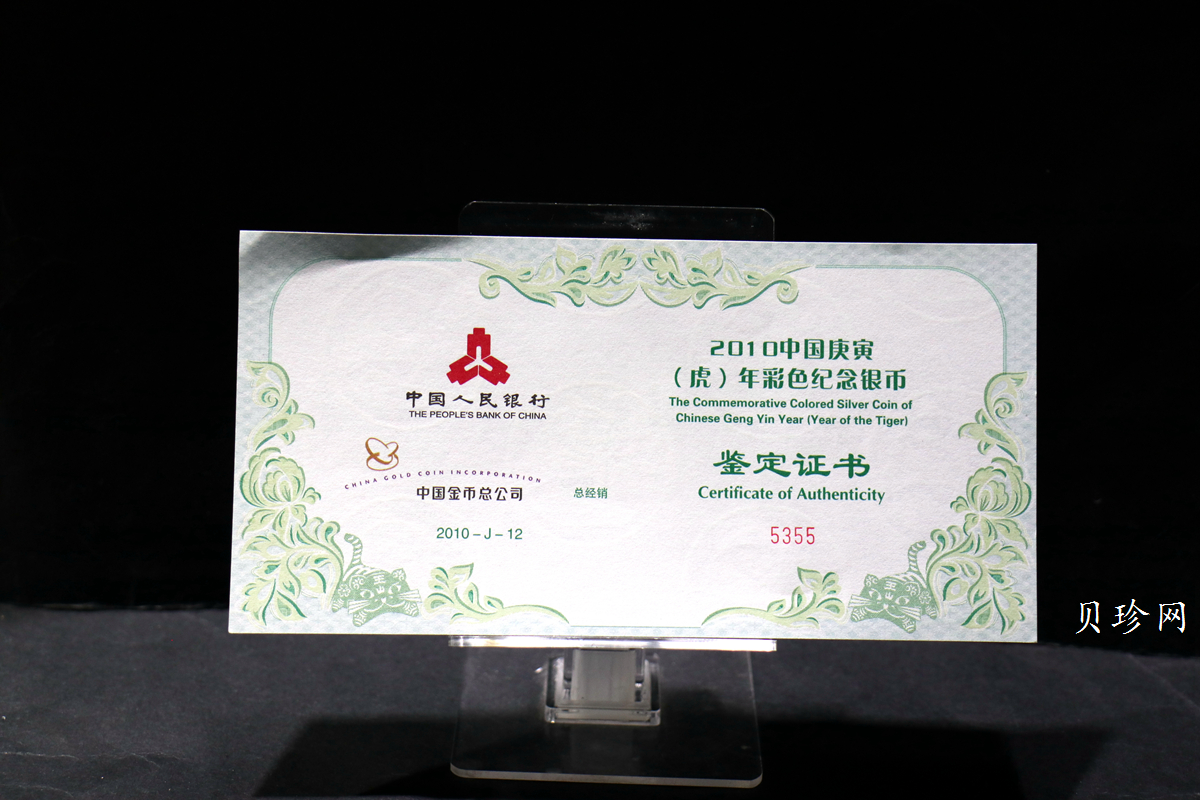 中国人民银行
THE PEOPLE'S BANK OF CHINA
CHINA GOLD COIN INCORPORATION
中国金币总公司
总经销
2010-J-12
2010中国庚寅
（虎）年彩色纪念银币
The Commemorative Colored Silver Coin of
Chinese Geng Yin Year (Year of the Tiger)
鉴定证书
Certificate of Authenticity
5355
王
王
贝珍网